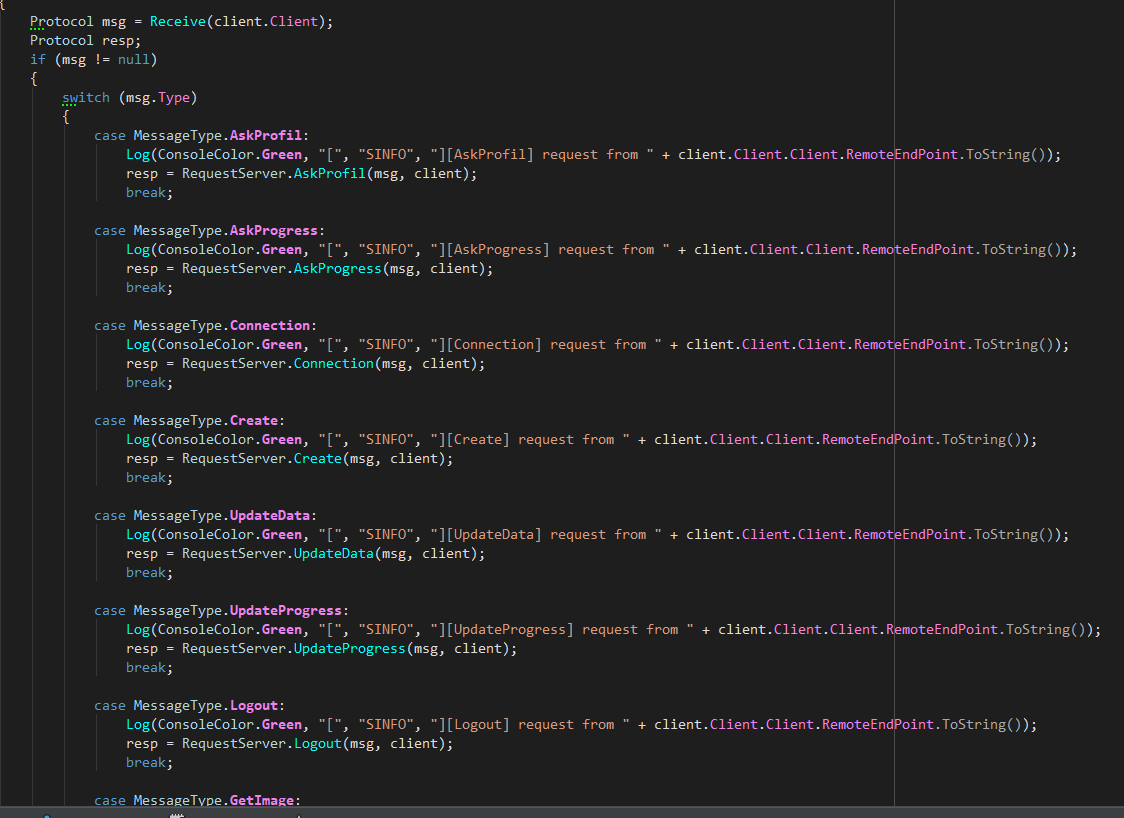 {
Protocol msg = Receive(client.Client);
Protocol resp;
if (msg != null)
{
switch (msg.Type)
{
case MessageType.AskProfil:
Log(ConsoleColor.Green, "[", "SINFO", "][AskProfil] request from " + client.Client.Client.RemoteEndPoint.ToString());
resp = RequestServer.AskProfil(msg, client);
break;
case MessageType.AskProgress:
Log(ConsoleColor.Green, "[", "SINFO", "][AskProgress] request from " + client.Client.Client.RemoteEndPoint.ToString());
resp = RequestServer.AskProgress(msg, client);
break;
case MessageType.Connection:
Log(ConsoleColor.Green, "[", "SINFO", "][Connection] request from " + client.Client.Client.RemoteEndPoint.ToString());
resp = RequestServer.Connection(msg, client);
break;
case MessageType.Create:
Log(ConsoleColor.Green, "[", "SINFO", "][Create] request from " + client.Client.Client.RemoteEndPoint.ToString());
resp = RequestServer.Create(msg, client);
break;
case MessageType.UpdateData:
Log(ConsoleColor.Green, "[", "SINFO", "][UpdateData] request from " + client.Client.Client.RemoteEndPoint.ToString());
resp = RequestServer.UpdateData(msg, client);
break;
case MessageType.UpdateProgress:
Log(ConsoleColor.Green, "[", "SINFO", "][UpdateProgress] request from " + client.Client.Client.RemoteEndPoint.ToString());
resp = RequestServer.UpdateProgress(msg, client);
break;
case MessageType.Logout:
Log(ConsoleColor.Green, "[", "SINFO", "][Logout] request from " + client.Client.Client.RemoteEndPoint.ToString());
resp = RequestServer.Logout(msg, client);
break;
case MessageType.GetImage: